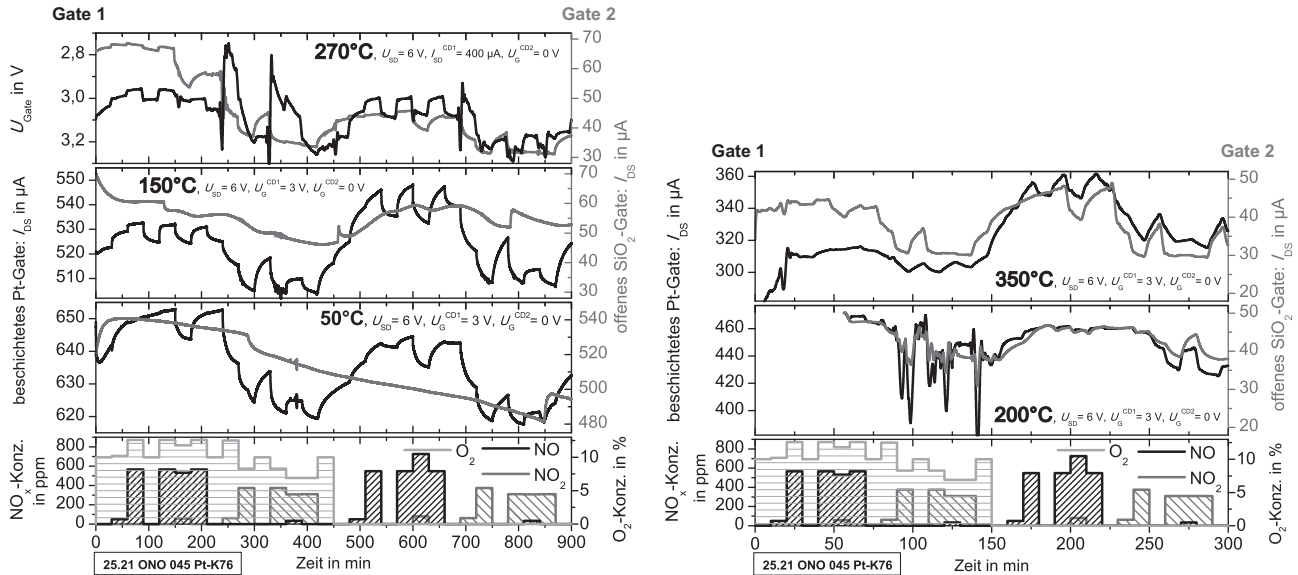 Gate 1
Gate 2
270°C, U_SD = 6 V, I_SD^CD1 = 400 µA, U_G^CD2 = 0 V
U_Gate in V
2,8
3,0
3,2
70
60
50
40
30
150°C, U_SD = 6 V, U_G^CD1 = 3 V, U_G^CD2 = 0 V
beschichtetes Pt-Gate: I_DS in µA
offenes SiO₂-Gate: I_DS in µA
550
540
530
520
510
70
60
50
40
30
50°C, U_SD = 6 V, U_G^CD1 = 3 V, U_G^CD2 = 0 V
650
640
630
620
540
520
500
480
NOx-Konz.
in ppm
800
600
400
200
0
O₂
NO
NO₂
10
5
0
O₂-Konz. in %
0
100
200
300
400
500
600
700
800
900
25.21 ONO 045 Pt-K76
Zeit in min
Gate 1
Gate 2
beschichtetes Pt-Gate: I_DS in µA
offenes SiO₂-Gate: I_DS in µA
360
340
320
300
50
40
30
20
350°C, U_SD = 6 V, U_G^CD1 = 3 V, U_G^CD2 = 0 V
460
440
420
400
50
40
30
20
200°C, U_SD = 6 V, U_G^CD1 = 3 V, U_G^CD2 = 0 V
NOx-Konz.
in ppm
800
600
400
200
0
O₂
NO
NO₂
10
5
0
O₂-Konz. in %
0
50
100
150
200
250
300
25.21 ONO 045 Pt-K76
Zeit in min